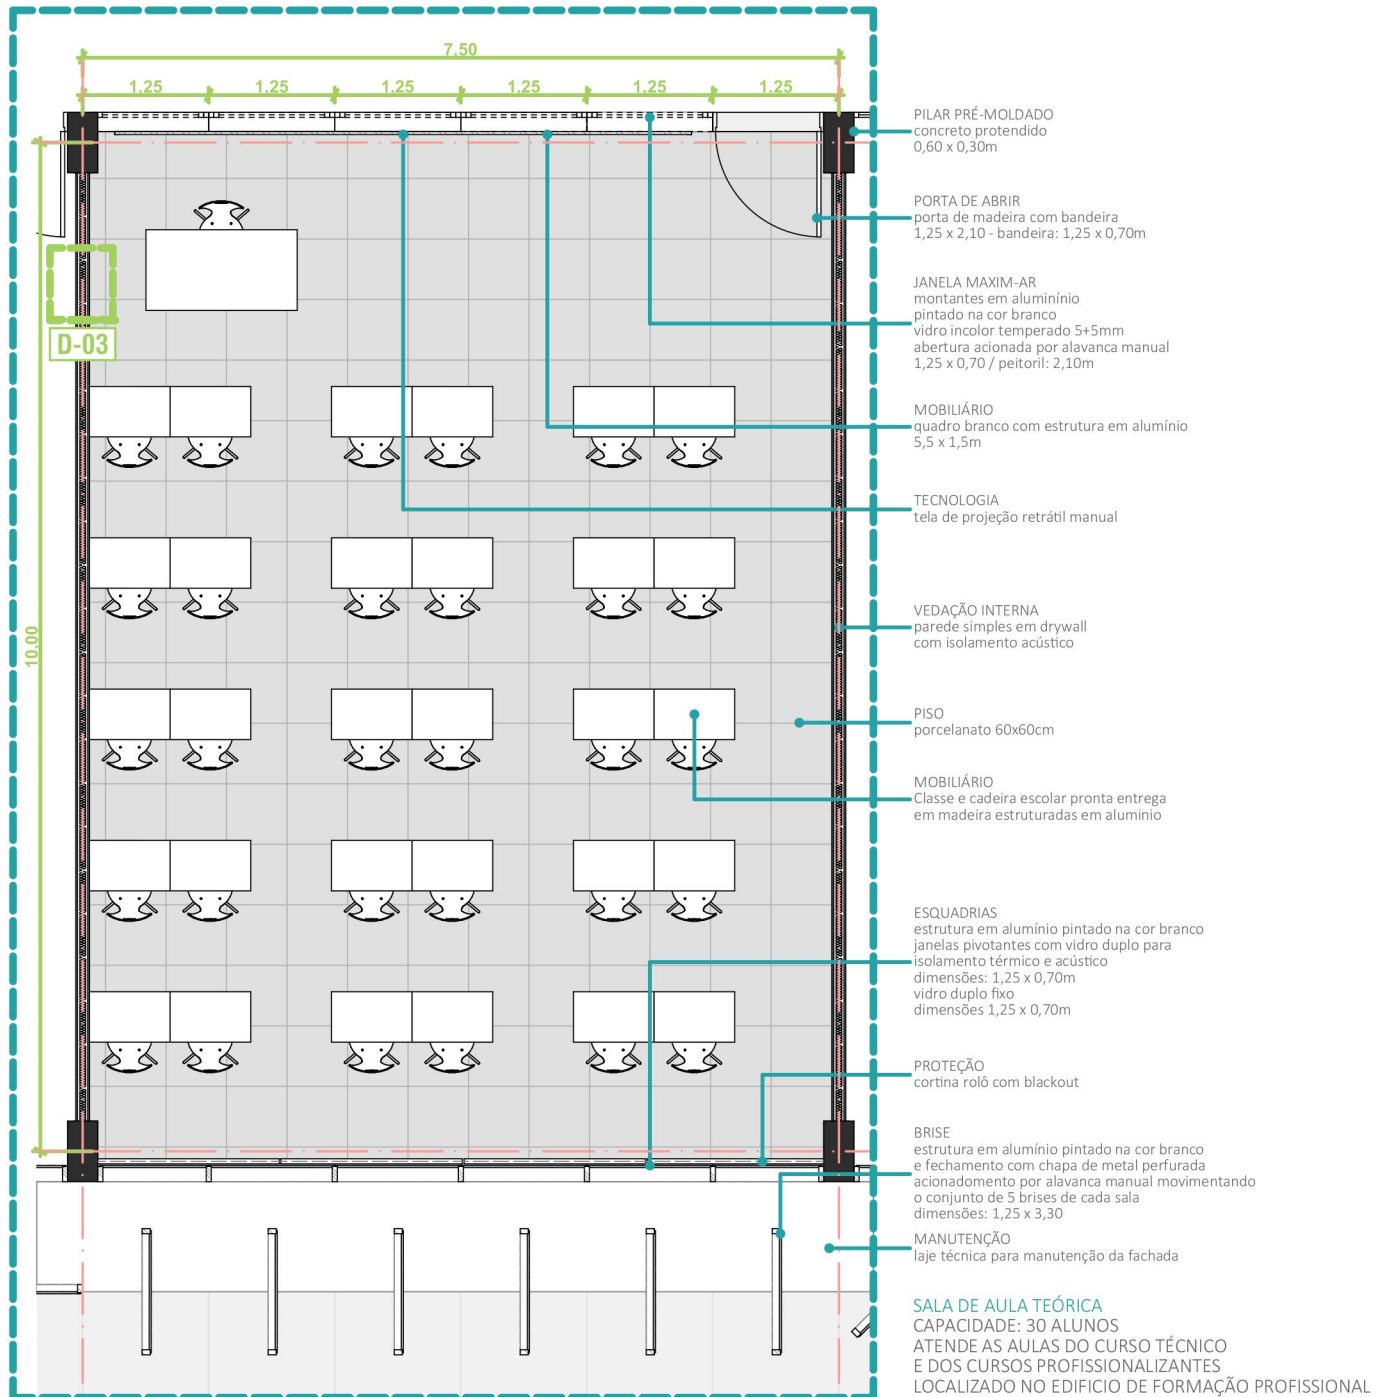 7,50
1,25
1,25
1,25
1,25
1,25
1,25
10,00
D-03
PILAR PRÉ-MOLDADO
concreto protendido
0,60 x 0,30m
PORTA DE ABRIR
porta de madeira com bandeira
1,25 x 2,10 - bandeira: 1,25 x 0,70m
JANELA MAXIM-AR
montantes em aluminínio
pintado na cor branco
vidro incolor temperado 5+5mm
abertura acionada por alavanca manual
1,25 x 0,70 / peitoril: 2,10m
MOBILIÁRIO
quadro branco com estrutura em alumínio
5,5 x 1,5m
TECNOLOGIA
tela de projeção retrátil manual
VEDAÇÃO INTERNA
parede simples em drywall
com isolamento acústico
PISO
porcelanato 60x60cm
MOBILIÁRIO
Classe e cadeira escolar pronta entrega
em madeira estruturadas em aluminio
ESQUADRIAS
estrutura em alumínio pintado na cor branco
janelas pivotantes com vidro duplo para
isolamento térmico e acústico
dimensões: 1,25 x 0,70m
vidro duplo fixo
dimensões 1,25 x 0,70m
PROTEÇÃO
cortina rolô com blackout
BRISE
estrutura em alumínio pintado na cor branco
e fechamento com chapa de metal perfurada
acionadomento por alavanca manual movimentando
o conjunto de 5 brises de cada sala
dimensões: 1,25 x 3,30
MANUTENÇÃO
laje técnica para manutenção da fachada
SALA DE AULA TEÓRICA
CAPACIDADE: 30 ALUNOS
ATENDE AS AULAS DO CURSO TÉCNICO
E DOS CURSOS PROFISSIONALIZANTES
LOCALIZADO NO EDIFICIO DE FORMAÇÃO PROFISSIONAL